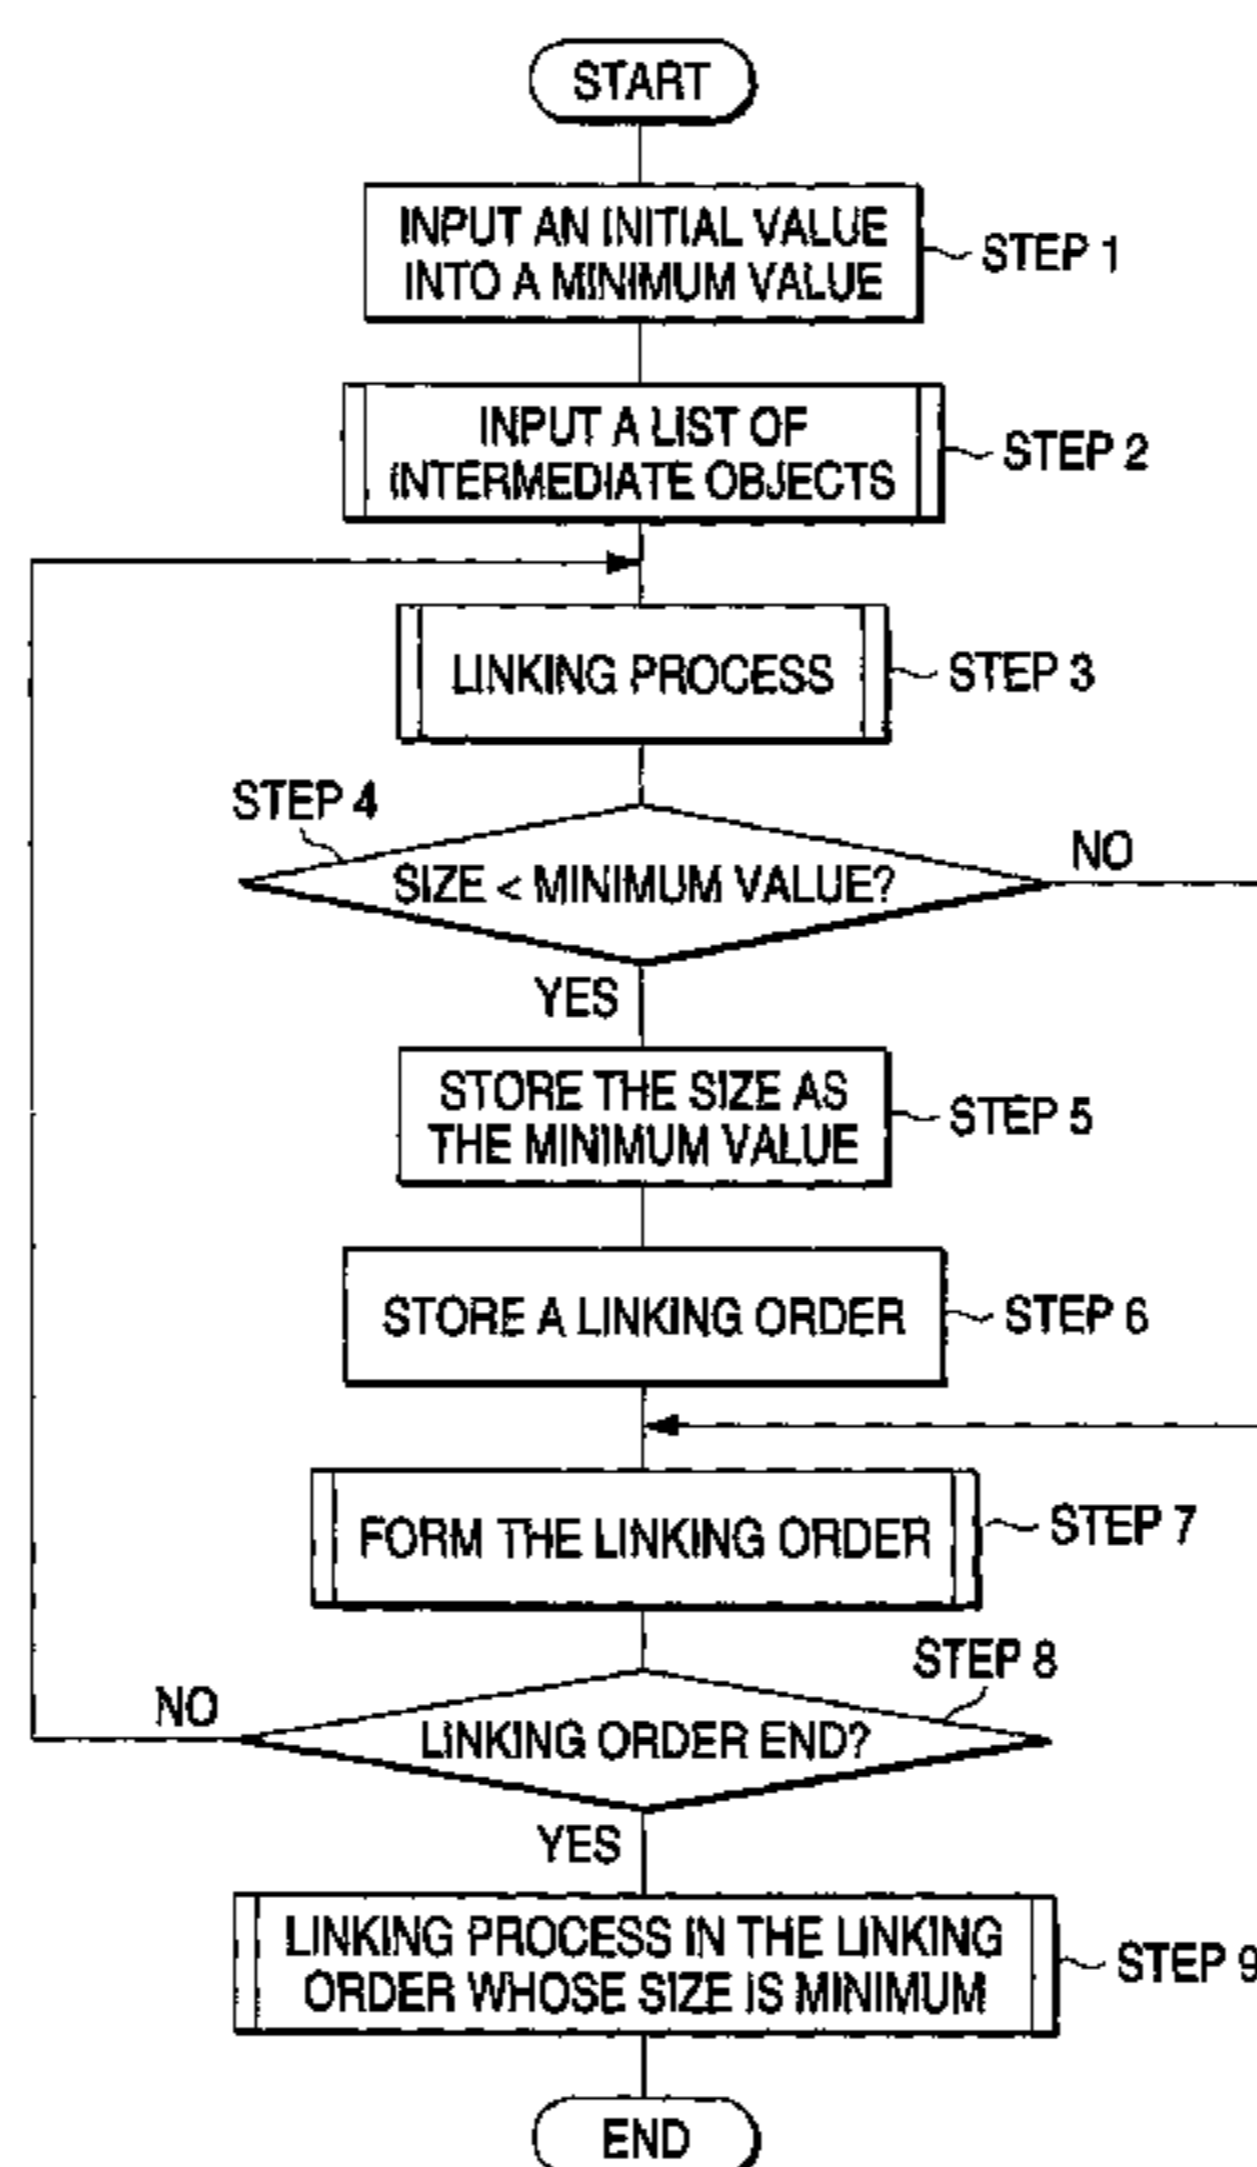 START
INPUT AN INITIAL VALUE
INTO A MINIMUM VALUE
STEP 1
INPUT A LIST OF
INTERMEDIATE OBJECTS
STEP 2
LINKING PROCESS
STEP 3
STEP 4
SIZE < MINIMUM VALUE?
NO
YES
STORE THE SIZE AS
THE MINIMUM VALUE
STEP 5
STORE A LINKING ORDER
STEP 6
FORM THE LINKING ORDER
STEP 7
STEP 8
NO
LINKING ORDER END?
YES
LINKING PROCESS IN THE LINKING
ORDER WHOSE SIZE IS MINIMUM
STEP 9
END